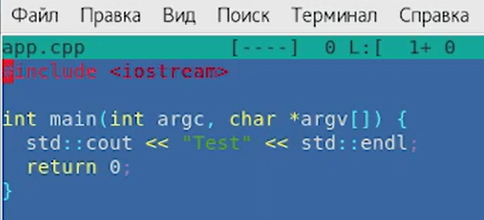 Файл Правка Вид Поиск Терминал Справка
app.cpp [----] 0 L:[ 1+ 0
#include <iostream>
int main(int argc, char *argv[]) {
std::cout << "Test" << std::endl;
return 0;
}